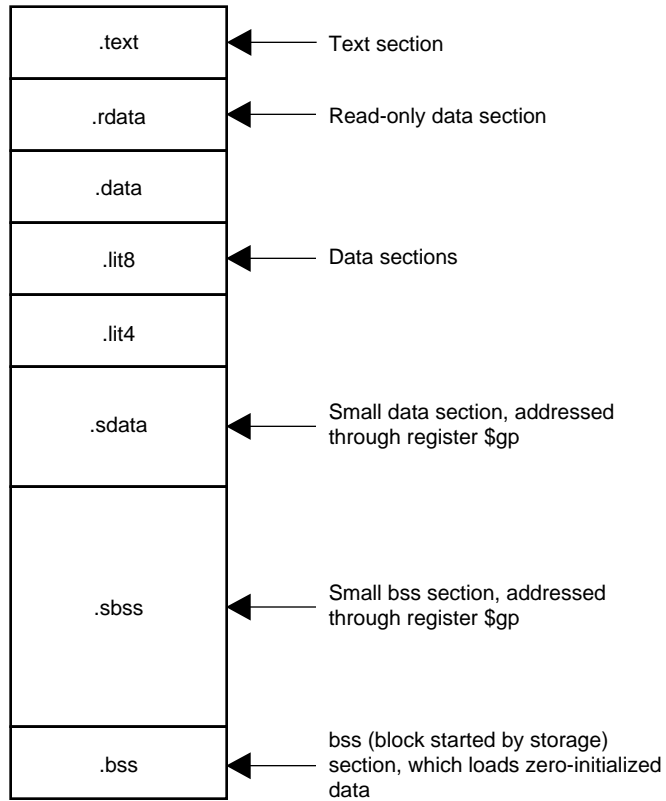 .text
Text section
.rdata
Read-only data section
.data
.lit8
Data sections
.lit4
.sdata
Small data section, addressed
through register $gp
.sbss
Small bss section, addressed
through register $gp
.bss
bss (block started by storage)
section, which loads zero-initialized
data